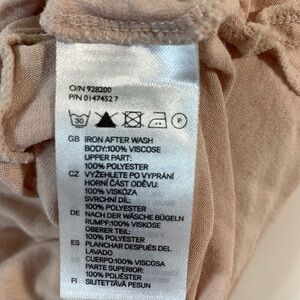 O/N 928200
P/N 0147452 7
30 P
GB IRON AFTER WASH
BODY:100% VISCOSE
UPPER PART:
100% POLYESTER
CZ VYŽEHLETE PO VYPRÁNÍ
HORNÍ ČÁST ODĚVU:
100% VISKÓZA
SVRCHNÍ DÍL:
100% POLYESTER
DE NACH DER WÄSCHE BÜGELN
RUMPF:100% VISKOSE
OBERER TEIL:
100% POLYESTER
ES PLANCHAR DESPUÉS DEL
LAVADO
CUERPO:100% VISCOSA
PARTE SUPERIOR:
100% POLIÉSTER
FI SILITETTÄVÄ PESUN